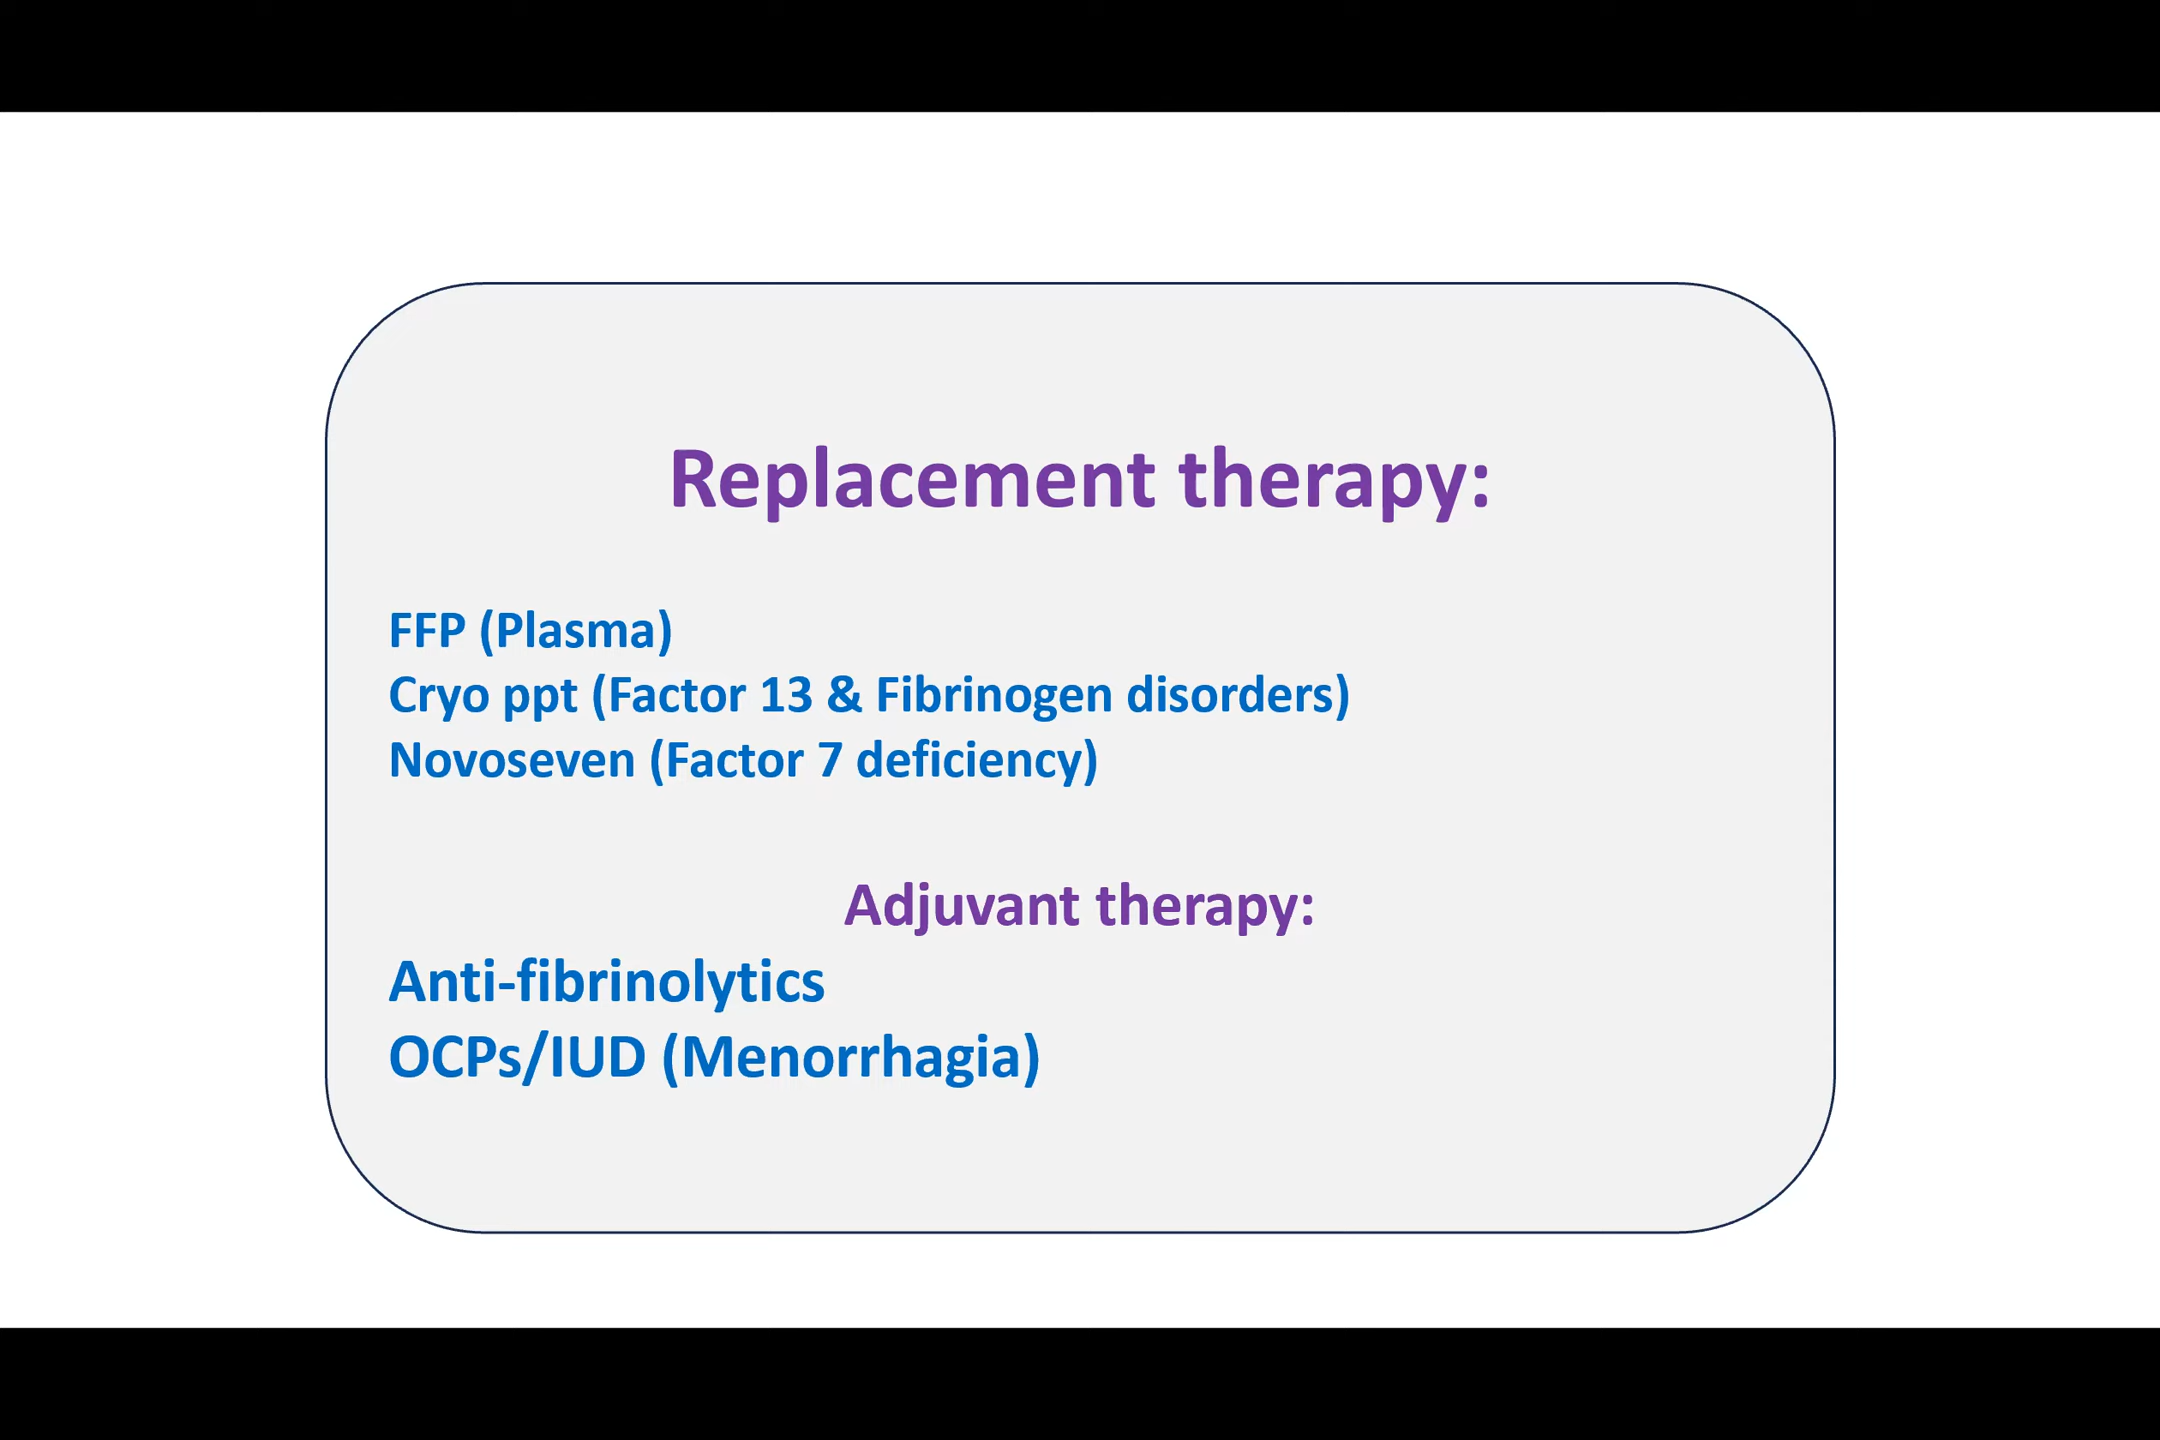 Replacement therapy:
FFP (Plasma)
Cryo ppt (Factor 13 & Fibrinogen disorders)
Novoseven (Factor 7 deficiency)
Adjuvant therapy:
Anti-fibrinolytics
OCPs/IUD (Menorrhagia)